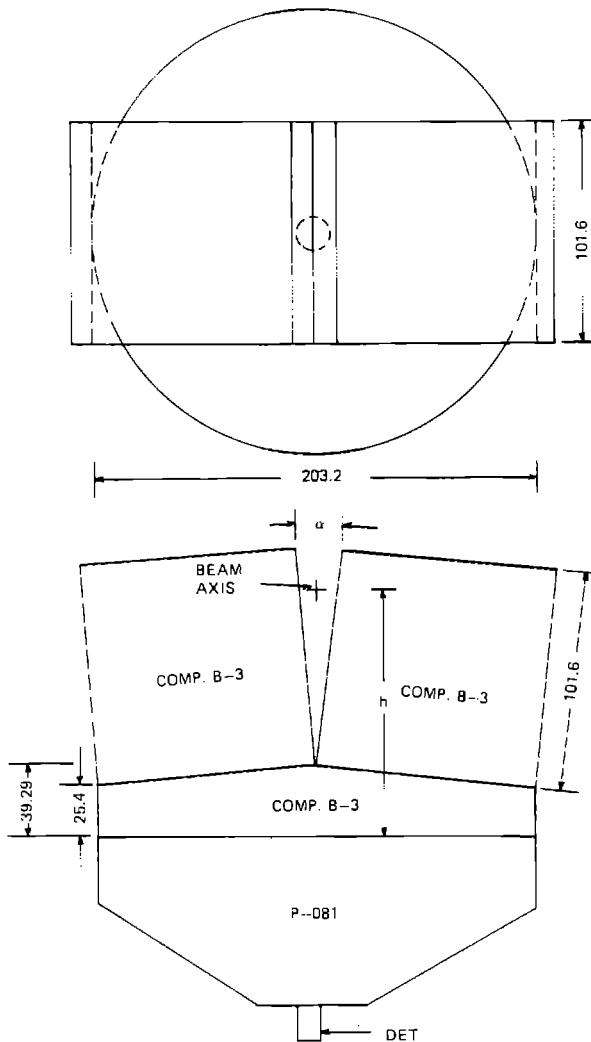 101.6
203.2
α
BEAM
AXIS
COMP. B-3
COMP. B-3
h
101.6
39.29
25.4
COMP. B-3
P-081
DET